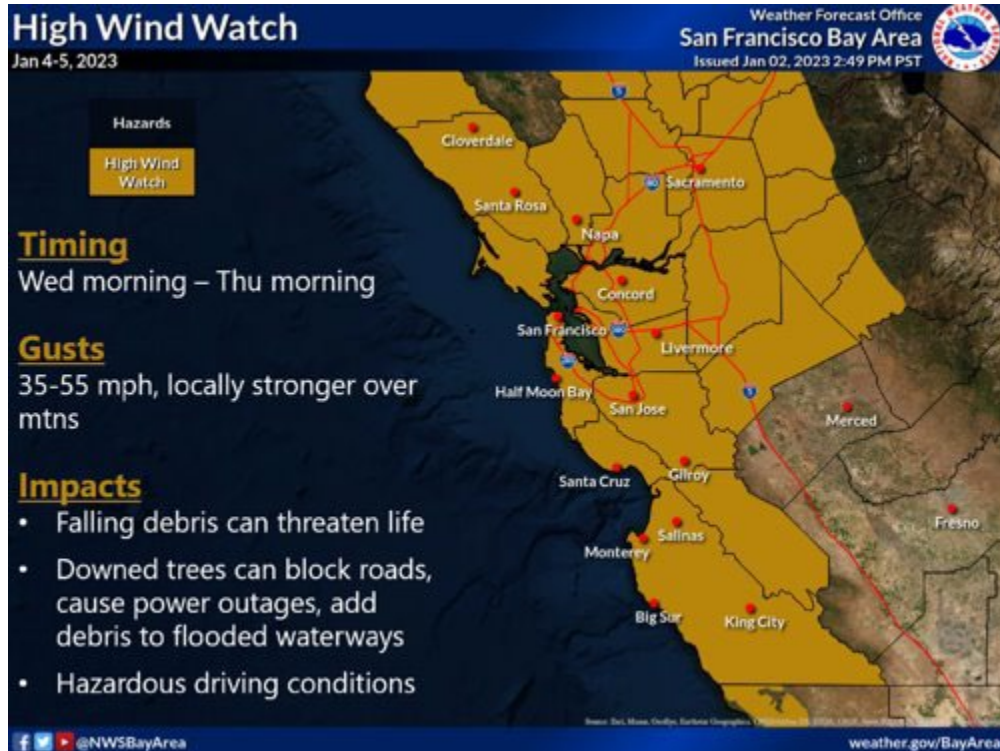 High Wind Watch
Jan 4-5, 2023
Weather Forecast Office
San Francisco Bay Area
Issued Jan 02, 2023 2:49 PM PST
Hazards
High Wind
Watch
Timing
Wed morning – Thu morning
Gusts
35-55 mph, locally stronger over
mtns
Impacts
• Falling debris can threaten life
• Downed trees can block roads,
cause power outages, add
debris to flooded waterways
• Hazardous driving conditions
5
Cloverdale
80
Sacramento
Santa Rosa
Napa
Concord
San Francisco
Livermore
Half Moon Bay
San Jose
5
Merced
Santa Cruz
Gilroy
Fresno
Salinas
Monterey
Big Sur
King City
@NWSBayArea
weather.gov/BayArea